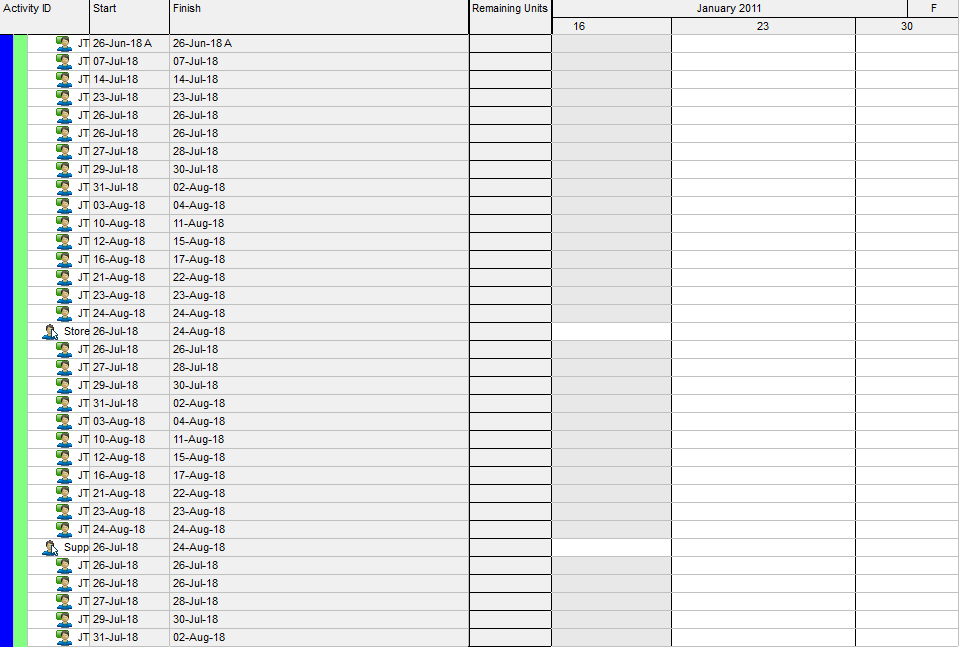 Activity ID Start Finish Remaining Units January 2011 F
16 23 30
JT 26-Jun-18 A 26-Jun-18 A
JT 07-Jul-18 07-Jul-18
JT 14-Jul-18 14-Jul-18
JT 23-Jul-18 23-Jul-18
JT 26-Jul-18 26-Jul-18
JT 26-Jul-18 26-Jul-18
JT 27-Jul-18 28-Jul-18
JT 29-Jul-18 30-Jul-18
JT 31-Jul-18 02-Aug-18
JT 03-Aug-18 04-Aug-18
JT 10-Aug-18 11-Aug-18
JT 12-Aug-18 15-Aug-18
JT 16-Aug-18 17-Aug-18
JT 21-Aug-18 22-Aug-18
JT 23-Aug-18 23-Aug-18
JT 24-Aug-18 24-Aug-18
Store 26-Jul-18 24-Aug-18
JT 26-Jul-18 26-Jul-18
JT 27-Jul-18 28-Jul-18
JT 29-Jul-18 30-Jul-18
JT 31-Jul-18 02-Aug-18
JT 03-Aug-18 04-Aug-18
JT 10-Aug-18 11-Aug-18
JT 12-Aug-18 15-Aug-18
JT 16-Aug-18 17-Aug-18
JT 21-Aug-18 22-Aug-18
JT 23-Aug-18 23-Aug-18
JT 24-Aug-18 24-Aug-18
Supp 26-Jul-18 24-Aug-18
JT 26-Jul-18 26-Jul-18
JT 26-Jul-18 26-Jul-18
JT 27-Jul-18 28-Jul-18
JT 29-Jul-18 30-Jul-18
JT 31-Jul-18 02-Aug-18